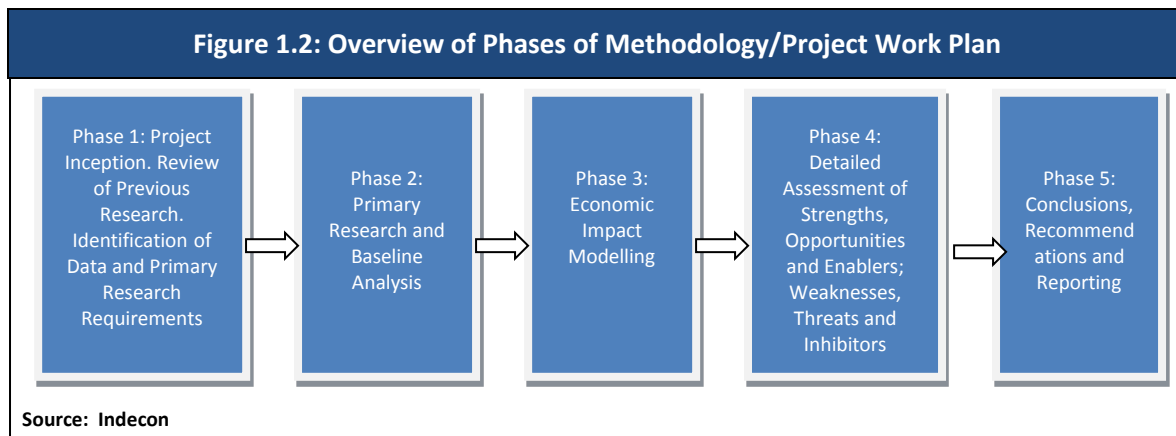 Figure 1.2: Overview of Phases of Methodology/Project Work Plan
Phase 1: Project
Inception. Review
of Previous
Research.
Identification of
Data and Primary
Research
Requirements
Phase 2:
Primary
Research and
Baseline
Analysis
Phase 3:
Economic
Impact
Modelling
Phase 4:
Detailed
Assessment of
Strengths,
Opportunities
and Enablers;
Weaknesses,
Threats and
Inhibitors
Phase 5:
Conclusions,
Recommend
ations and
Reporting
Source: Indecon